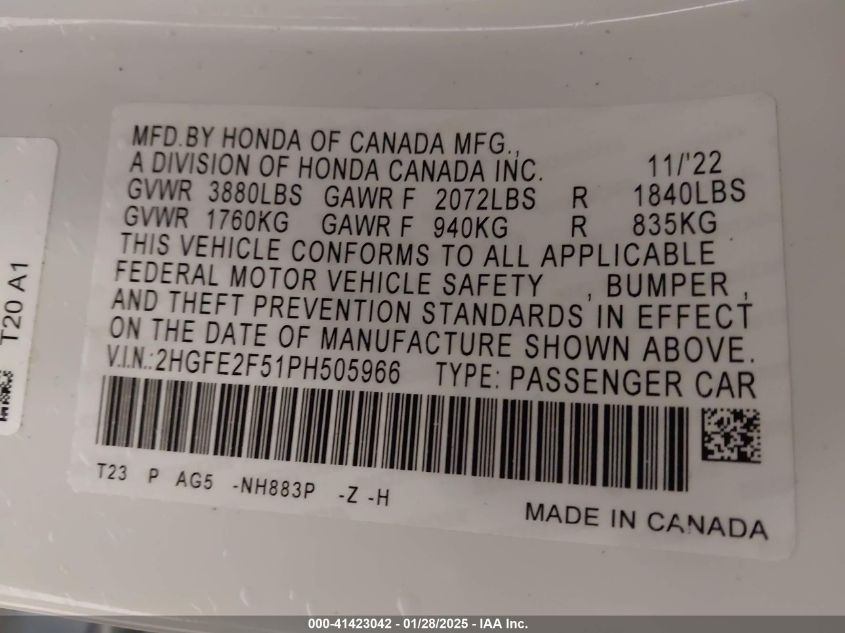 MFD.BY HONDA OF CANADA MFG.,
A DIVISION OF HONDA CANADA INC. 11/'22
GVWR 3880LBS GAWR F 2072LBS R 1840LBS
GVWR 1760KG GAWR F 940KG R 835KG
THIS VEHICLE CONFORMS TO ALL APPLICABLE
FEDERAL MOTOR VEHICLE SAFETY , BUMPER ,
AND THEFT PREVENTION STANDARDS IN EFFECT
ON THE DATE OF MANUFACTURE SHOWN ABOVE.
V.I.N.:2HGFE2F51PH505966 TYPE: PASSENGER CAR
T23 P AG5 -NH883P -Z -H
MADE IN CANADA
T20 A1
000-41423042 / 01/28/2025 - IAA Inc.